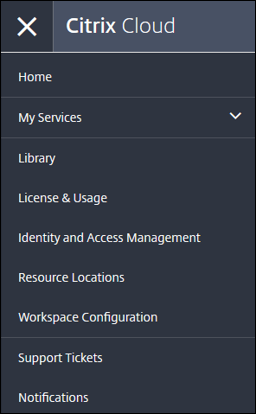 Citrix Cloud
Home
My Services
Library
License & Usage
Identity and Access Management
Resource Locations
Workspace Configuration
Support Tickets
Notifications